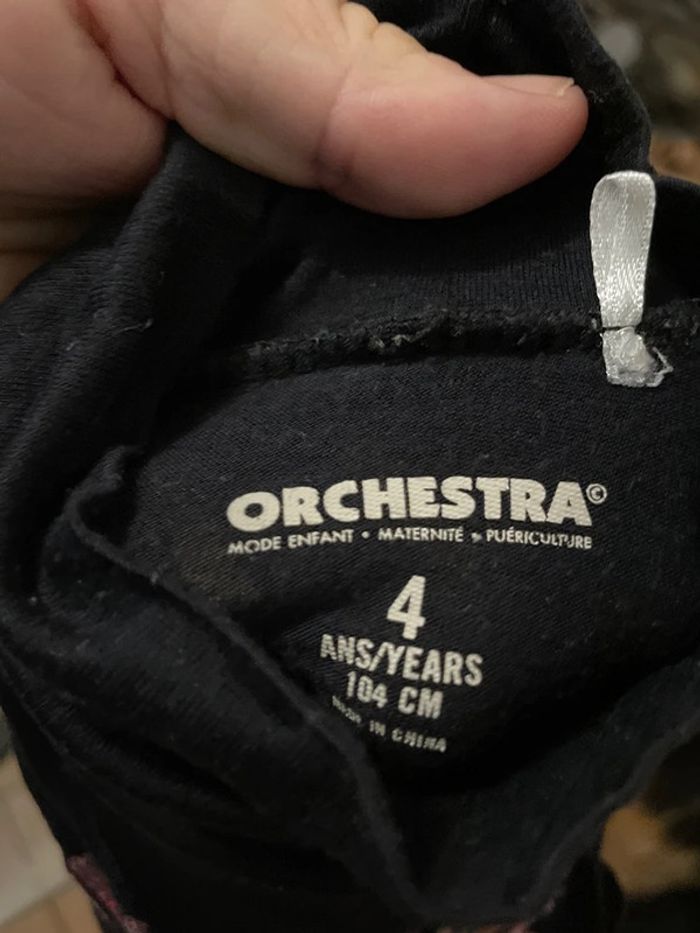 ORCHESTRA©
MODE ENFANT • MATERNITÉ • PUÉRICULTURE
4
ANS/YEARS
104 CM
MADE IN CHINA